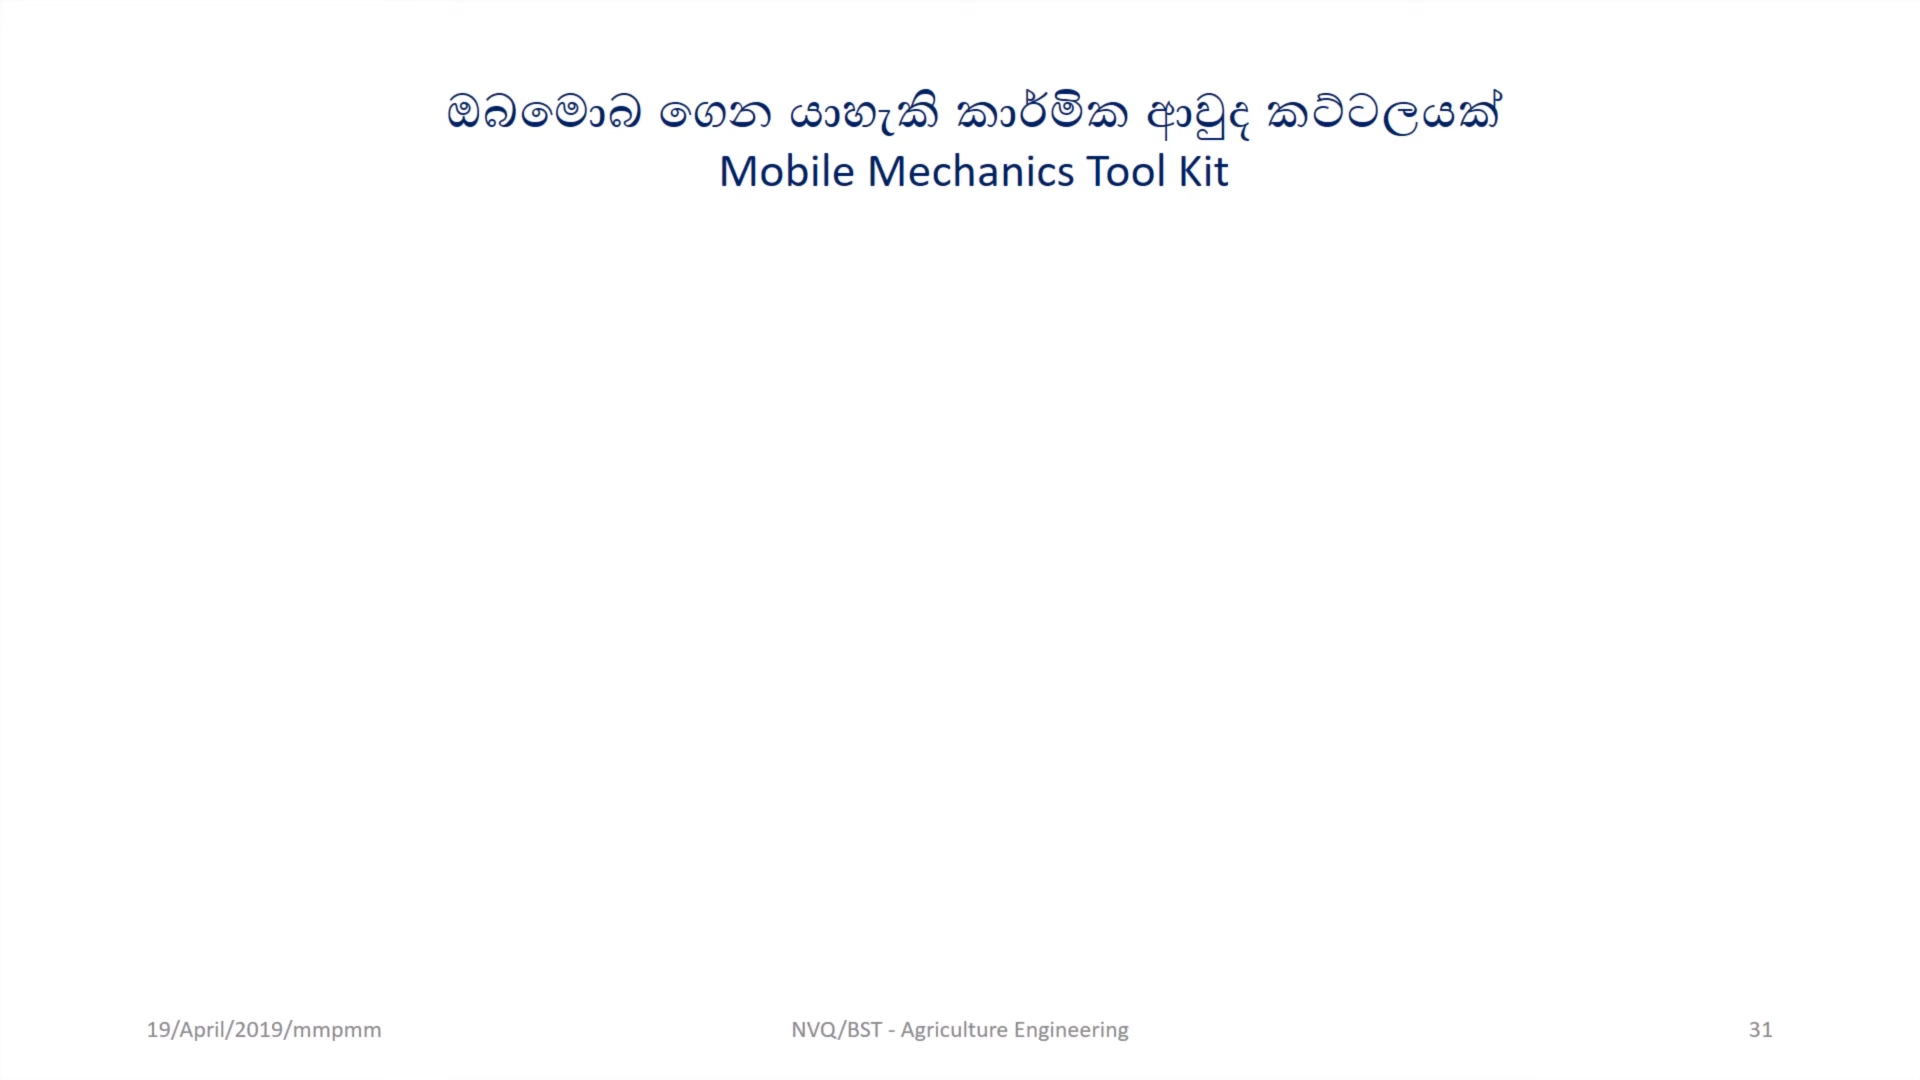 ඔබමොබ ගෙන යාහැකි කාර්මික ආවුද කට්ටලයක්
Mobile Mechanics Tool Kit
19/April/2019/mmpmm
NVQ/BST - Agriculture Engineering
31